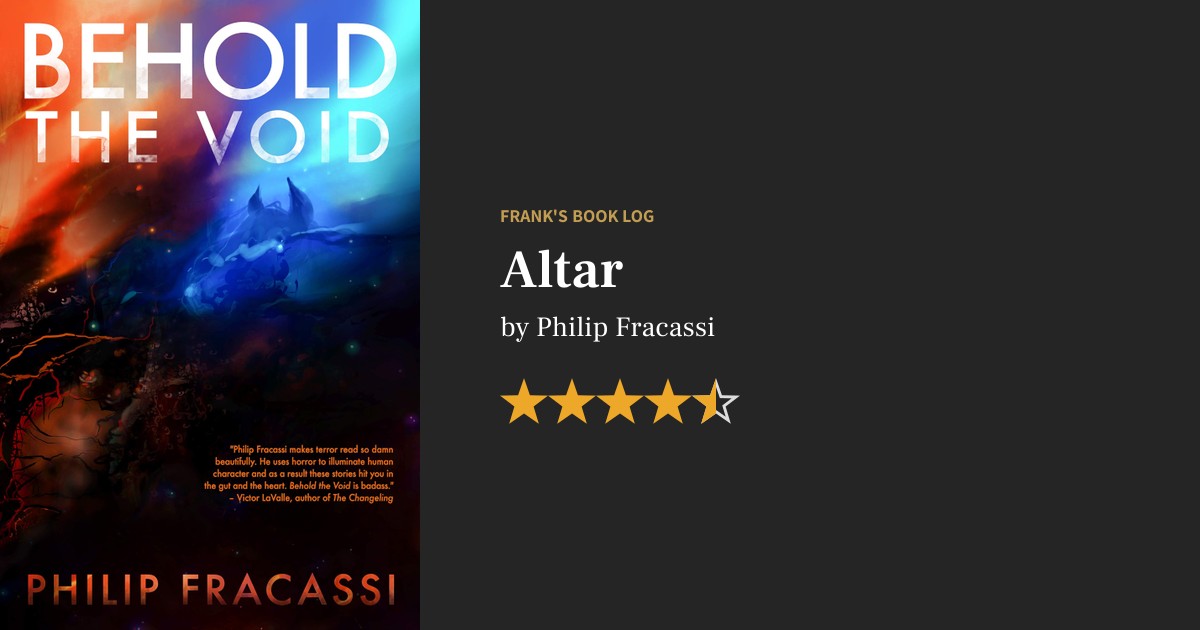 BEHOLD
THE VOID
"Philip Fracassi makes terror read so damn
beautifully. He uses horror to illuminate human
character and as a result these stories hit you in
the gut and the heart. Behold the Void is badass."
– Victor LaValle, author of The Changeling
PHILIP FRACASSI
FRANK'S BOOK LOG
Altar
by Philip Fracassi